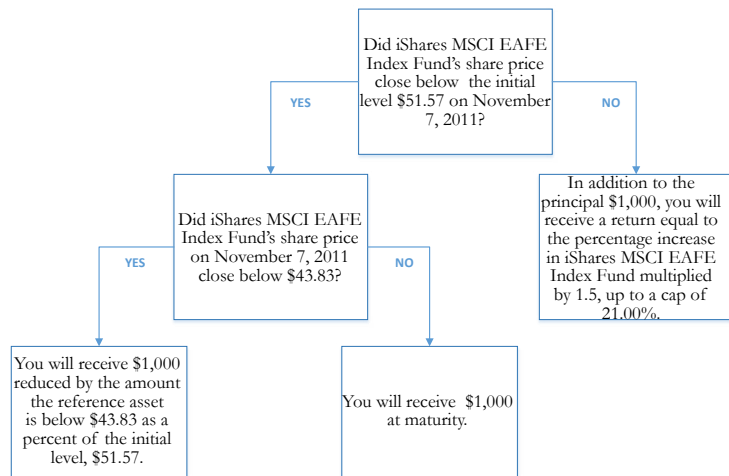 Did iShares MSCI EAFE
Index Fund's share price
close below the initial
level $51.57 on November
7, 2011?
YES
NO
Did iShares MSCI EAFE
Index Fund's share price
on November 7, 2011
close below $43.83?
In addition to the
principal $1,000, you will
receive a return equal to
the percentage increase
in iShares MSCI EAFE
Index Fund multiplied
by 1.5, up to a cap of
21.00%.
YES
NO
You will receive $1,000
reduced by the amount
the reference asset
is below $43.83 as a
percent of the initial
level, $51.57.
You will receive $1,000
at maturity.